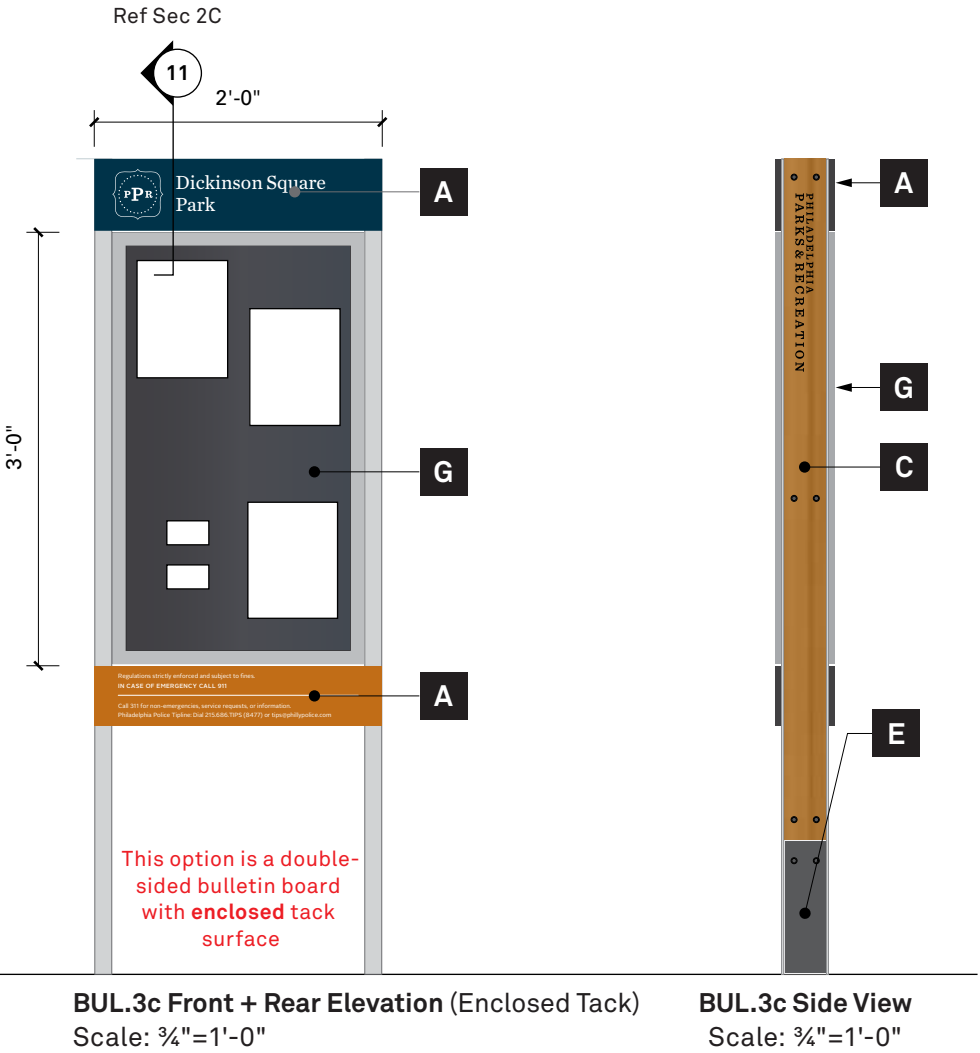 Ref Sec 2C
11
2'-0"
PPR
Dickinson Square
Park
A
3'-0"
G
Regulations strictly enforced and subject to fines.
IN CASE OF EMERGENCY CALL 911
A
Call 311 for non-emergencies, service requests, or information.
Philadelphia Police Tipline: Dial 215.686.TIPS (8477) or tips@phillypolice.com
This option is a double-
sided bulletin board
with enclosed tack
surface
BUL.3c Front + Rear Elevation (Enclosed Tack)
Scale: ¾"=1'-0"
A
PHILADELPHIA
PARKS&RECREATION
G
C
E
BUL.3c Side View
Scale: ¾"=1'-0"